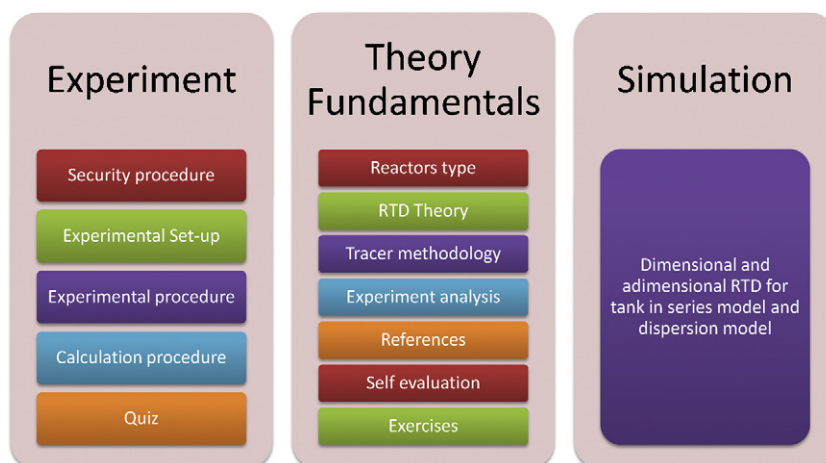 Experiment
Security procedure
Experimental Set-up
Experimental procedure
Calculation procedure
Quiz
Theory
Fundamentals
Reactors type
RTD Theory
Tracer methodology
Experiment analysis
References
Self evaluation
Exercises
Simulation
Dimensional and
adimensional RTD for
tank in series model and
dispersion model